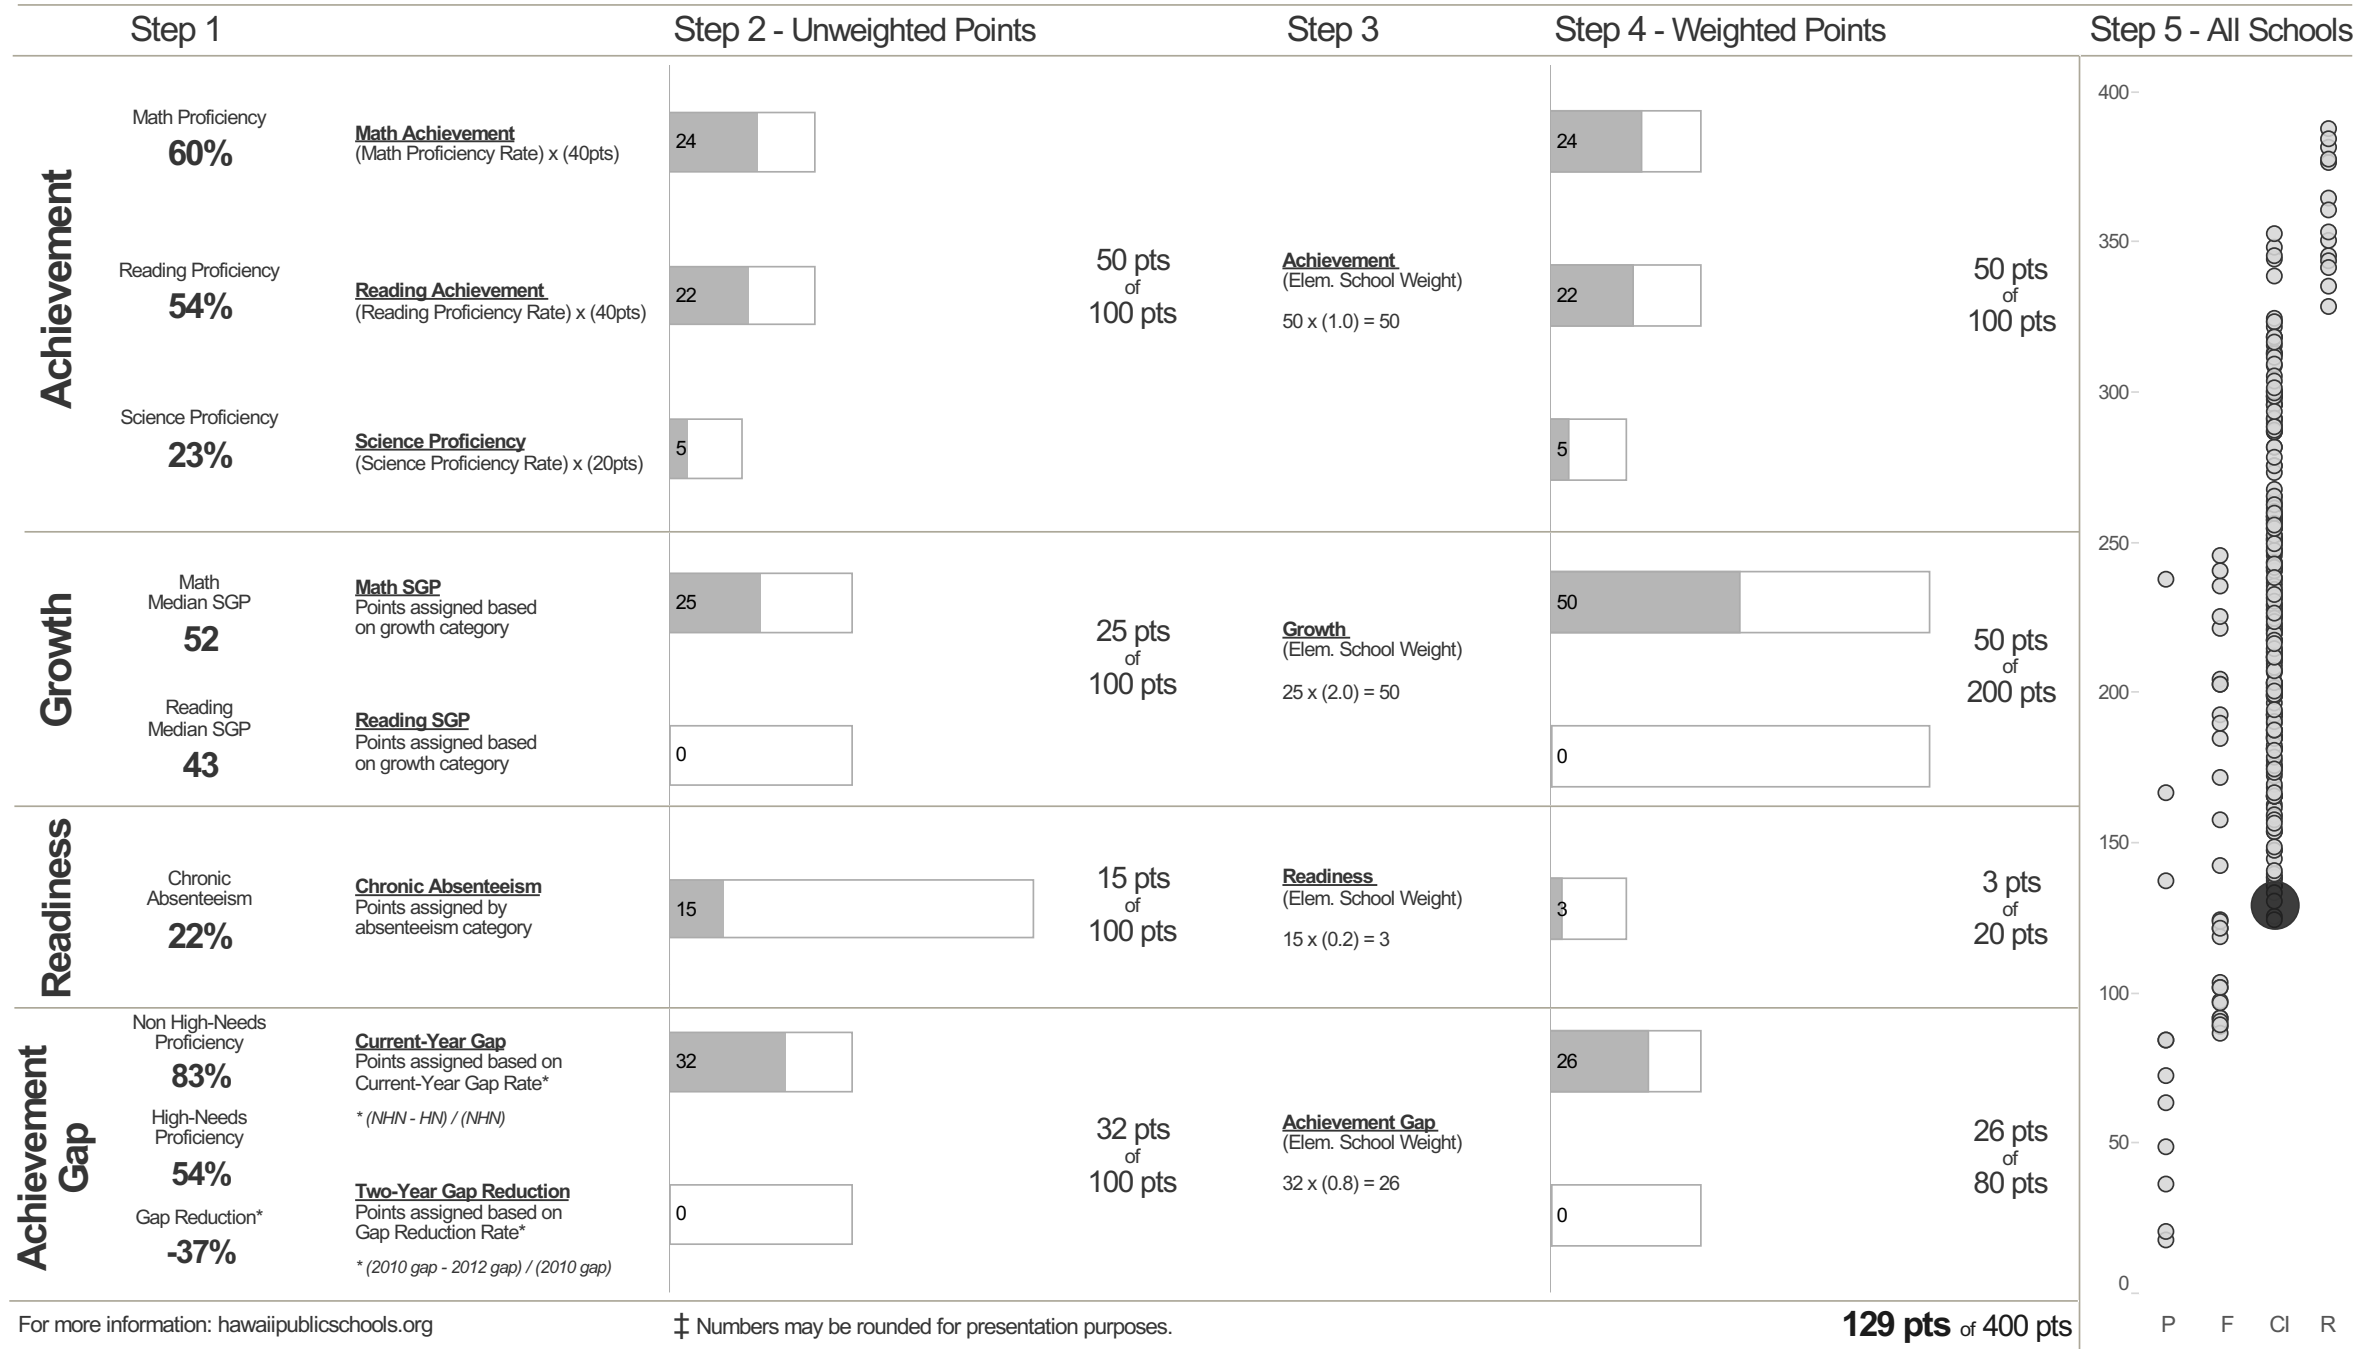 Step 1
Step 2 - Unweighted Points
Step 3
Step 4 - Weighted Points
Step 5 - All Schools
Achievement
Math Proficiency
60%
Math Achievement
(Math Proficiency Rate) x (40pts)
24
24
Reading Proficiency
54%
Reading Achievement
(Reading Proficiency Rate) x (40pts)
22
50 pts
of
100 pts
Achievement
(Elem. School Weight)
50 x (1.0) = 50
22
50 pts
of
100 pts
Science Proficiency
23%
Science Proficiency
(Science Proficiency Rate) x (20pts)
5
5
Growth
Math
Median SGP
52
Math SGP
Points assigned based
on growth category
25
25 pts
of
100 pts
Growth
(Elem. School Weight)
25 x (2.0) = 50
50
50 pts
of
200 pts
Reading
Median SGP
43
Reading SGP
Points assigned based
on growth category
0
0
Readiness
Chronic
Absenteeism
22%
Chronic Absenteeism
Points assigned by
absenteeism category
15
15 pts
of
100 pts
Readiness
(Elem. School Weight)
15 x (0.2) = 3
3
3 pts
of
20 pts
Achievement
Gap
Non High-Needs
Proficiency
83%
High-Needs
Proficiency
54%
Gap Reduction*
-37%
Current-Year Gap
Points assigned based on
Current-Year Gap Rate*
* (NHN - HN) / (NHN)
Two-Year Gap Reduction
Points assigned based on
Gap Reduction Rate*
* (2010 gap - 2012 gap) / (2010 gap)
32
0
32 pts
of
100 pts
Achievement Gap
(Elem. School Weight)
32 x (0.8) = 26
26
0
26 pts
of
80 pts
400
350
300
250
200
150
100
50
0
P F CI R
For more information: hawaiipublicschools.org
‡ Numbers may be rounded for presentation purposes.
129 pts of 400 pts